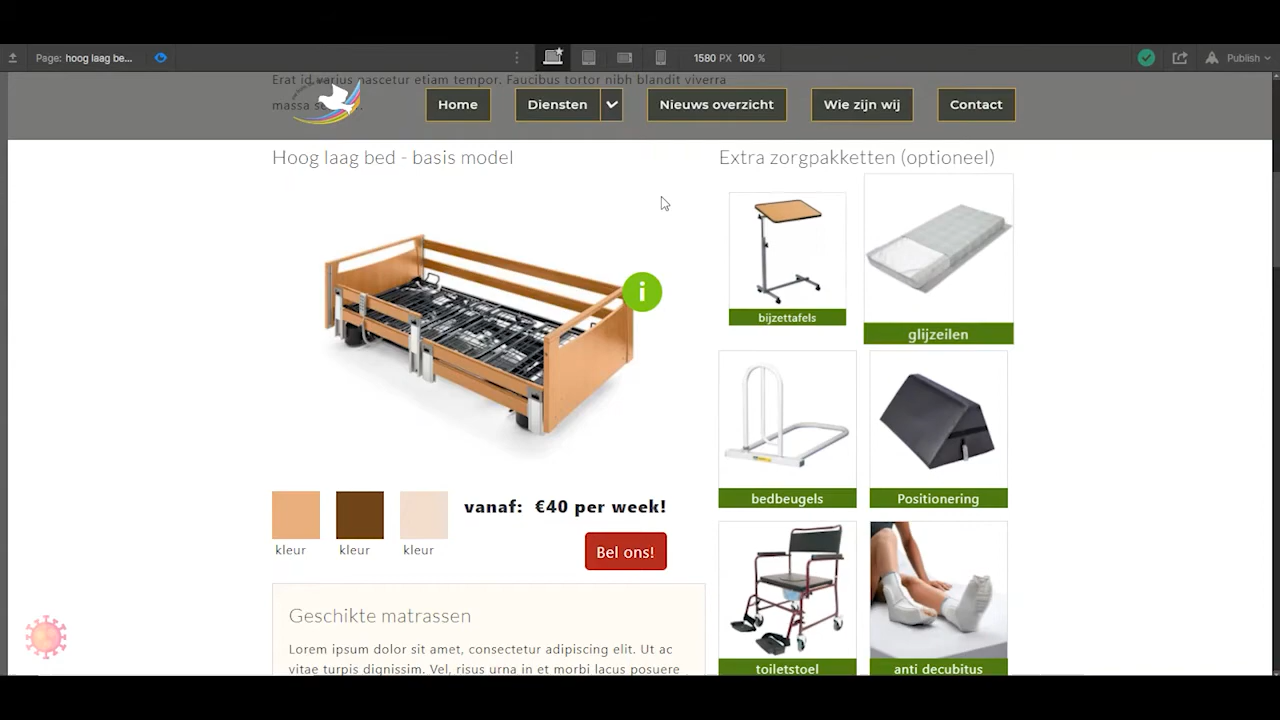 Page: hoog laag be...
1580 PX 100 %
Publish
Erat id varius nascetur etiam tempor. Faucibus tortor nibh blandit viverra
massa
Home
Diensten
Nieuws overzicht
Wie zijn wij
Contact
Hoog laag bed - basis model
i
kleur
kleur
kleur
vanaf: €40 per week!
Bel ons!
Geschikte matrassen
Lorem ipsum dolor sit amet, consectetur adipiscing elit. Ut ac
vitae turpis dignissim. Vel, risus urna in et morbi lacus posuere
Extra zorgpakketten (optioneel)
bijzettafels
glijzeilen
bedbeugels
Positionering
toiletstoel
anti decubitus